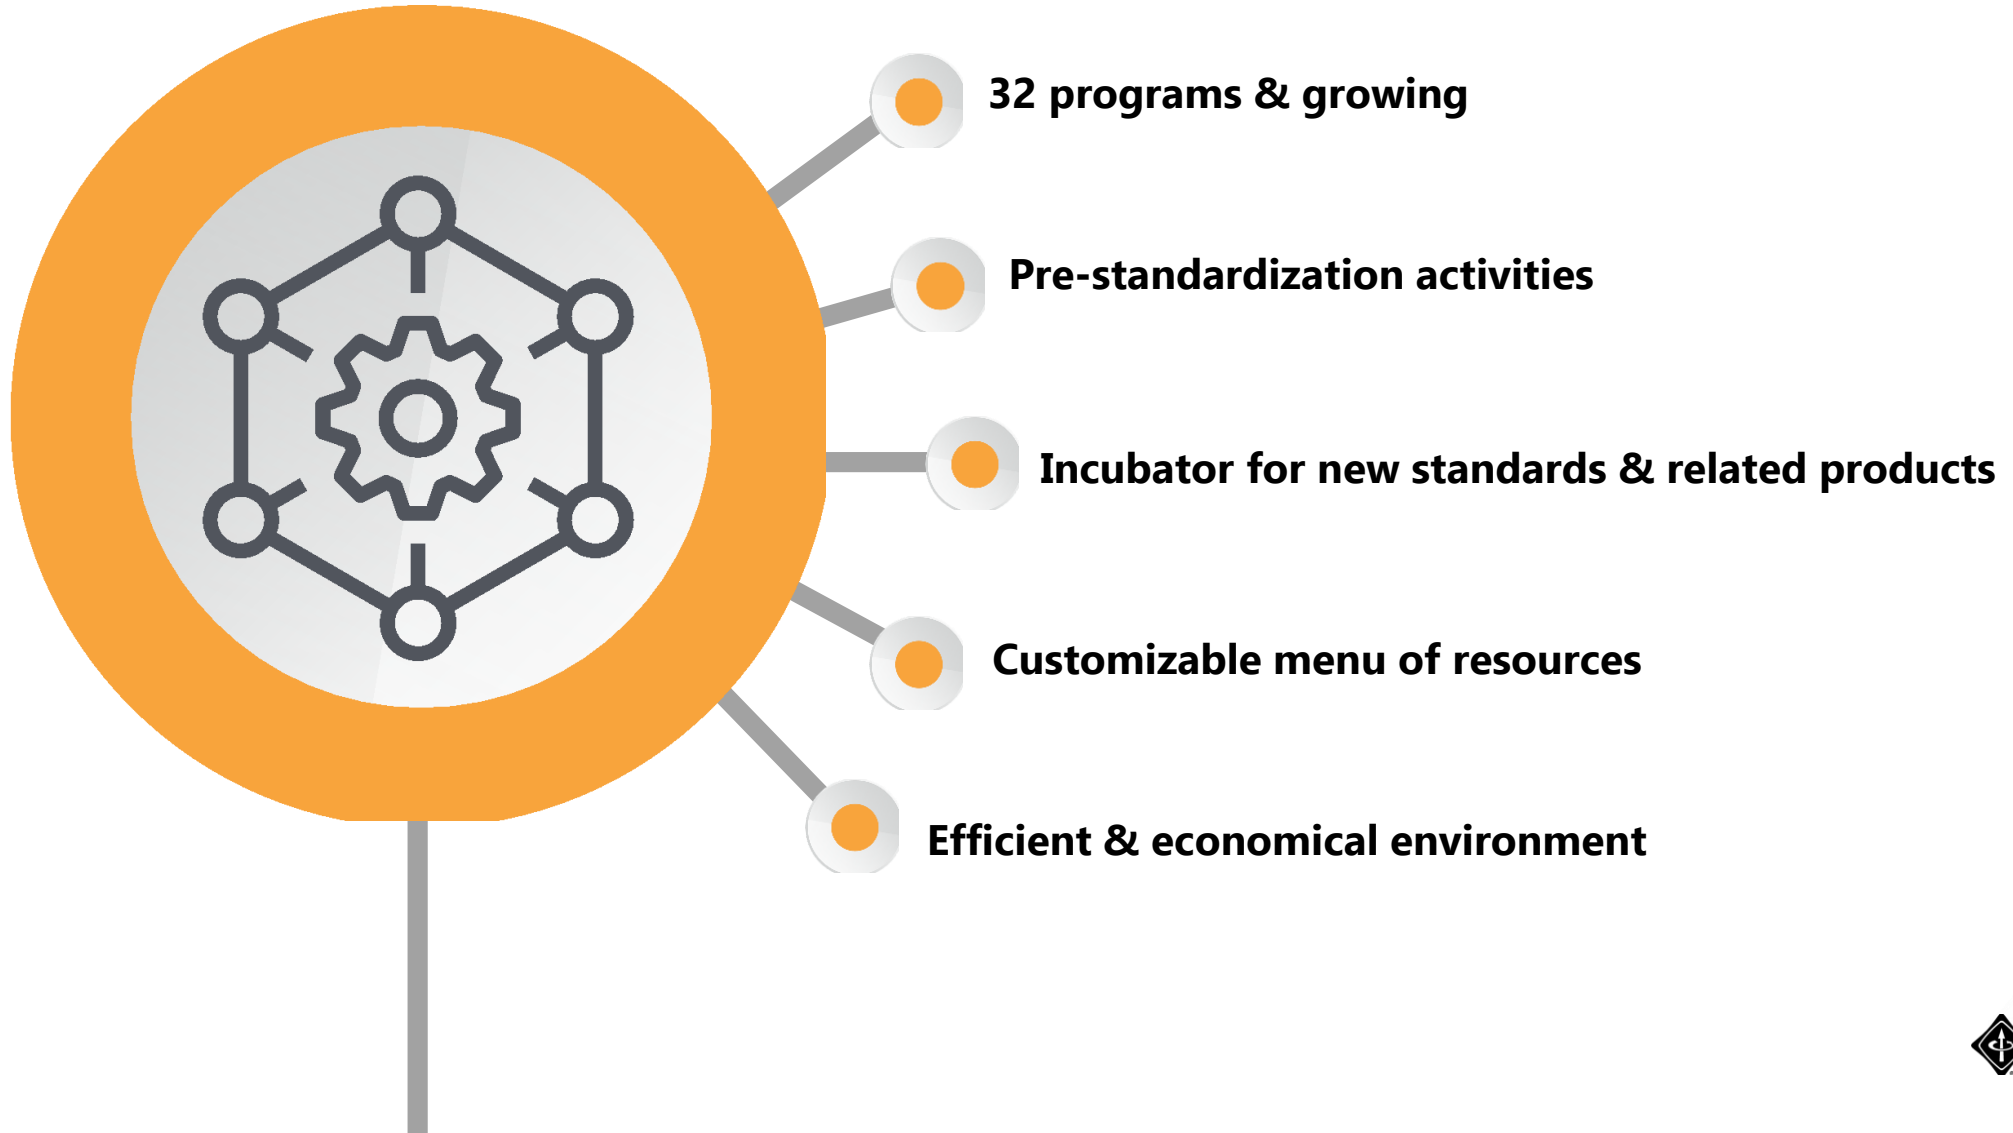 32 programs & growing
Pre-standardization activities
Incubator for new standards & related products
Customizable menu of resources
Efficient & economical environment